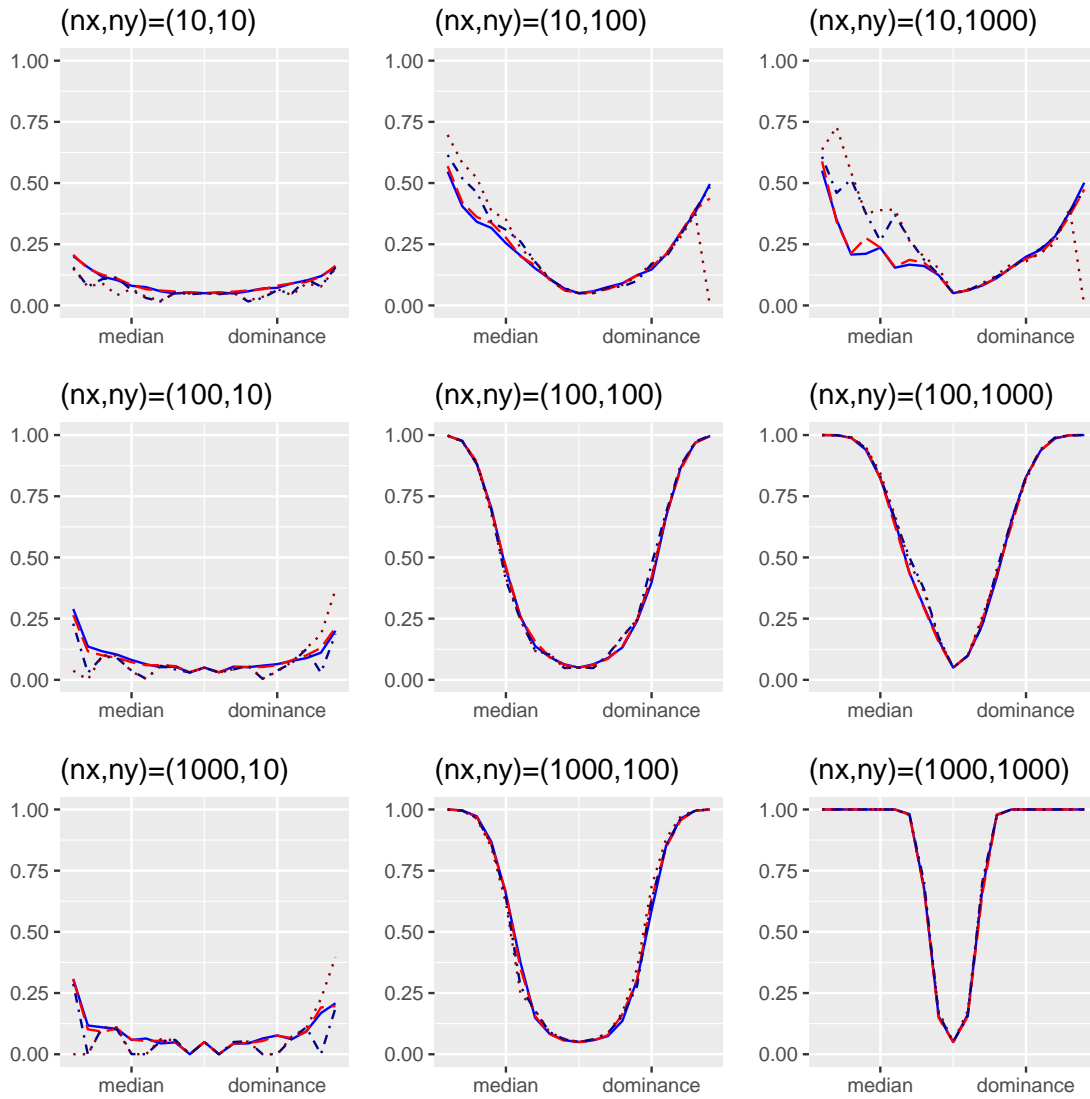 (nx,ny)=(10,10) (nx,ny)=(10,100) (nx,ny)=(10,1000)
1.00 1.00 1.00
0.75 0.75 0.75
0.50 0.50 0.50
0.25 0.25 0.25
0.00 0.00 0.00
median dominance median dominance median dominance
(nx,ny)=(100,10) (nx,ny)=(100,100) (nx,ny)=(100,1000)
1.00 1.00 1.00
0.75 0.75 0.75
0.50 0.50 0.50
0.25 0.25 0.25
0.00 0.00 0.00
median dominance median dominance median dominance
(nx,ny)=(1000,10) (nx,ny)=(1000,100) (nx,ny)=(1000,1000)
1.00 1.00 1.00
0.75 0.75 0.75
0.50 0.50 0.50
0.25 0.25 0.25
0.00 0.00 0.00
median dominance median dominance median dominance